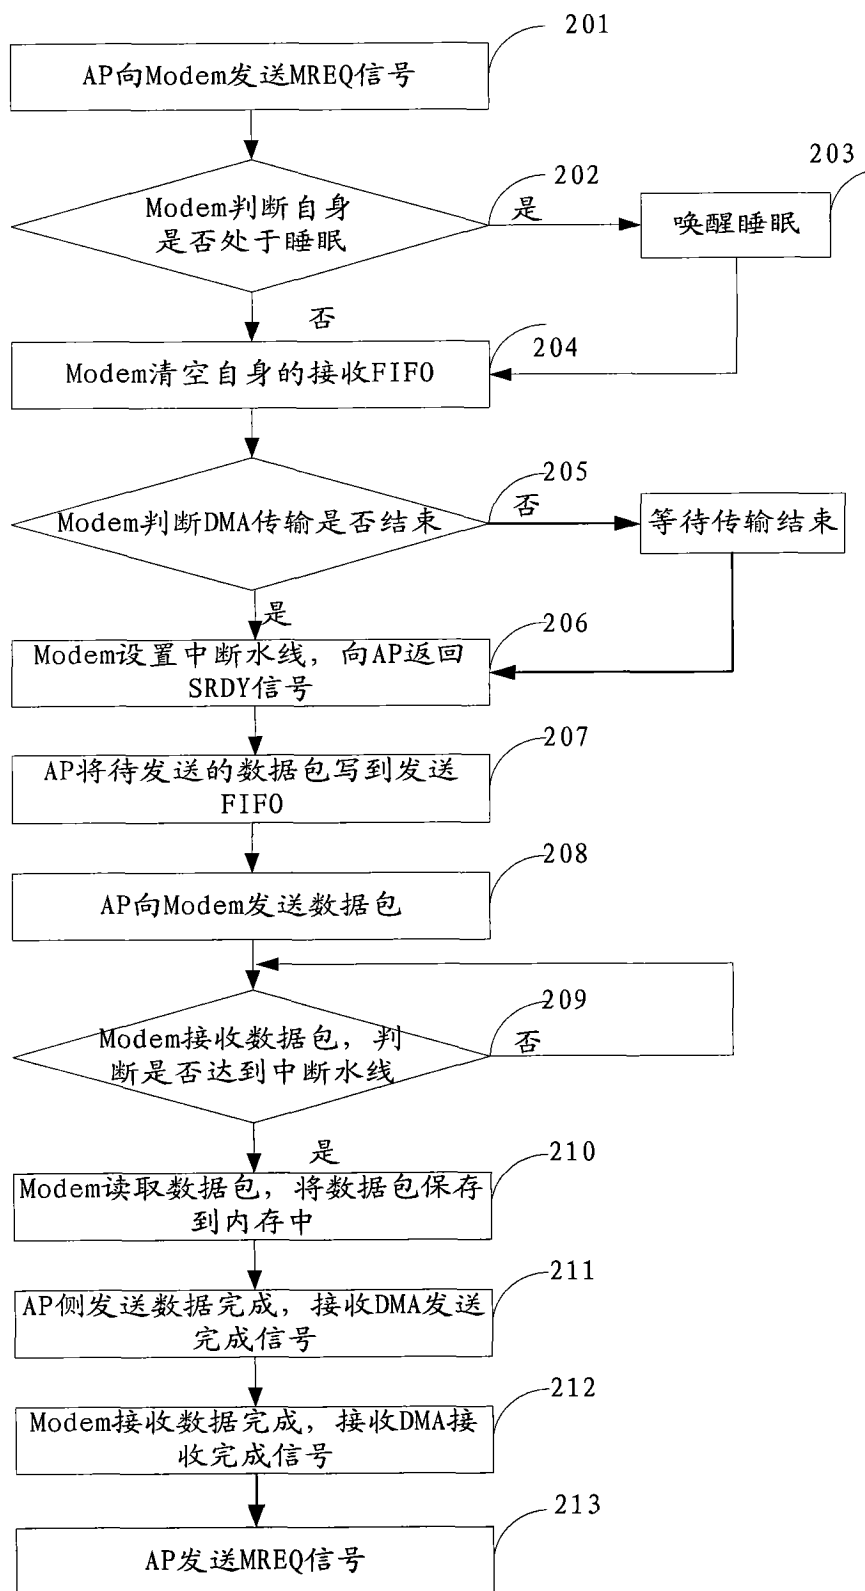 201
AP向Modem发送MREQ信号
202
203
Modem判断自身
是否处于睡眠
是
唤醒睡眠
否
204
Modem清空自身的接收FIFO
205
Modem判断DMA传输是否结束
否
等待传输结束
是
206
Modem设置中断水线，向AP返回
SRDY信号
207
AP将待发送的数据包写到发送
FIFO
208
AP向Modem发送数据包
209
Modem接收数据包，判
断是否达到中断水线
否
是
210
Modem读取数据包，将数据包保存
到内存中
211
AP侧发送数据完成，接收DMA发送
完成信号
212
Modem接收数据完成，接收DMA接
收完成信号
213
AP发送MREQ信号